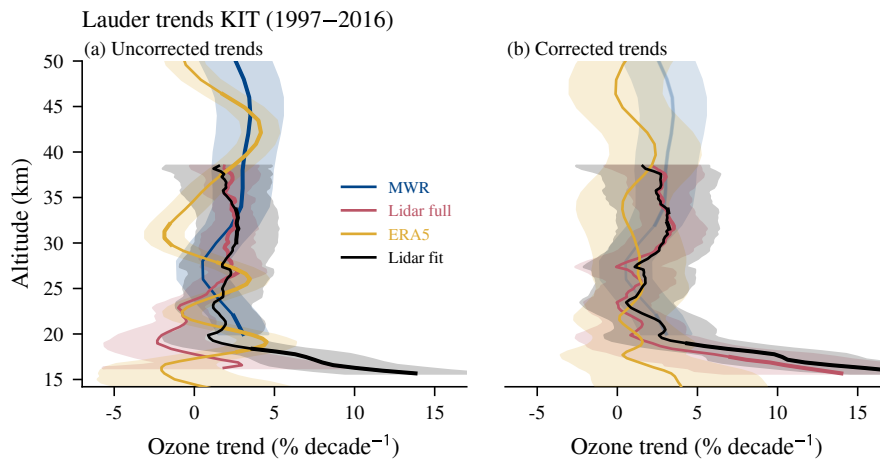 Lauder trends KIT (1997−2016)
(a) Uncorrected trends
(b) Corrected trends
50
45
40
35
30
25
20
15
Altitude (km)
MWR
Lidar full
ERA5
Lidar fit
-5 0 5 10 15
-5 0 5 10 15
Ozone trend (% decade⁻¹)
Ozone trend (% decade⁻¹)